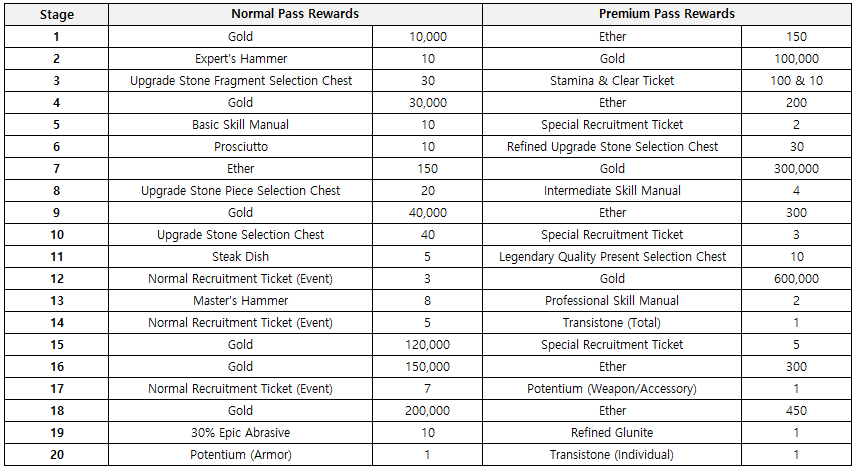 Stage Normal Pass Rewards Premium Pass Rewards
1 Gold 10,000 Ether 150
2 Expert's Hammer 10 Gold 100,000
3 Upgrade Stone Fragment Selection Chest 30 Stamina & Clear Ticket 100 & 10
4 Gold 30,000 Ether 200
5 Basic Skill Manual 10 Special Recruitment Ticket 2
6 Prosciutto 10 Refined Upgrade Stone Selection Chest 30
7 Ether 150 Gold 300,000
8 Upgrade Stone Piece Selection Chest 20 Intermediate Skill Manual 4
9 Gold 40,000 Ether 300
10 Upgrade Stone Selection Chest 40 Special Recruitment Ticket 3
11 Steak Dish 5 Legendary Quality Present Selection Chest 10
12 Normal Recruitment Ticket (Event) 3 Gold 600,000
13 Master's Hammer 8 Professional Skill Manual 2
14 Normal Recruitment Ticket (Event) 5 Transistone (Total) 1
15 Gold 120,000 Special Recruitment Ticket 5
16 Gold 150,000 Ether 300
17 Normal Recruitment Ticket (Event) 7 Potentium (Weapon/Accessory) 1
18 Gold 200,000 Ether 450
19 30% Epic Abrasive 10 Refined Glunite 1
20 Potentium (Armor) 1 Transistone (Individual) 1